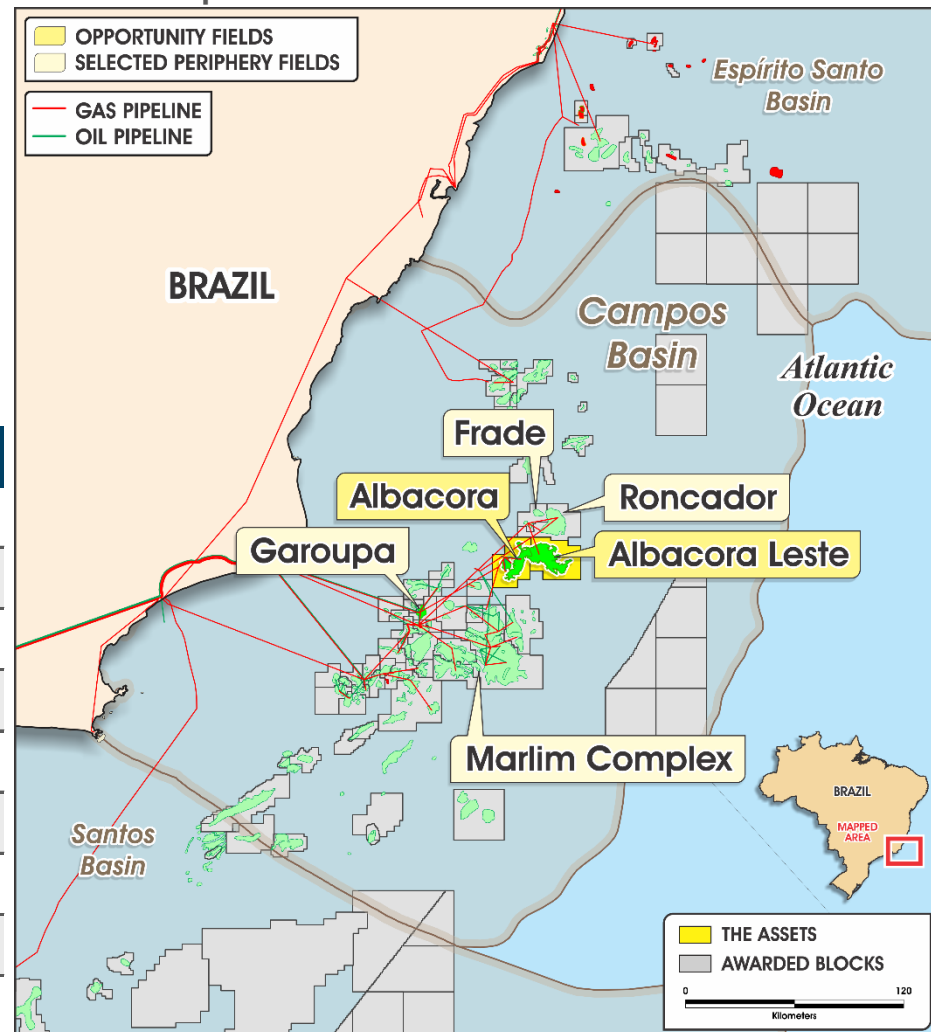 OPPORTUNITY FIELDS
SELECTED PERIPHERY FIELDS
GAS PIPELINE
OIL PIPELINE
Espírito Santo
Basin
BRAZIL
Campos
Basin
Atlantic
Ocean
Frade
Albacora
Roncador
Garoupa
Albacora Leste
Marlim Complex
Santos
Basin
BRAZIL
MAPPED
AREA
THE ASSETS
AWARDED BLOCKS
0 120
Kilometers